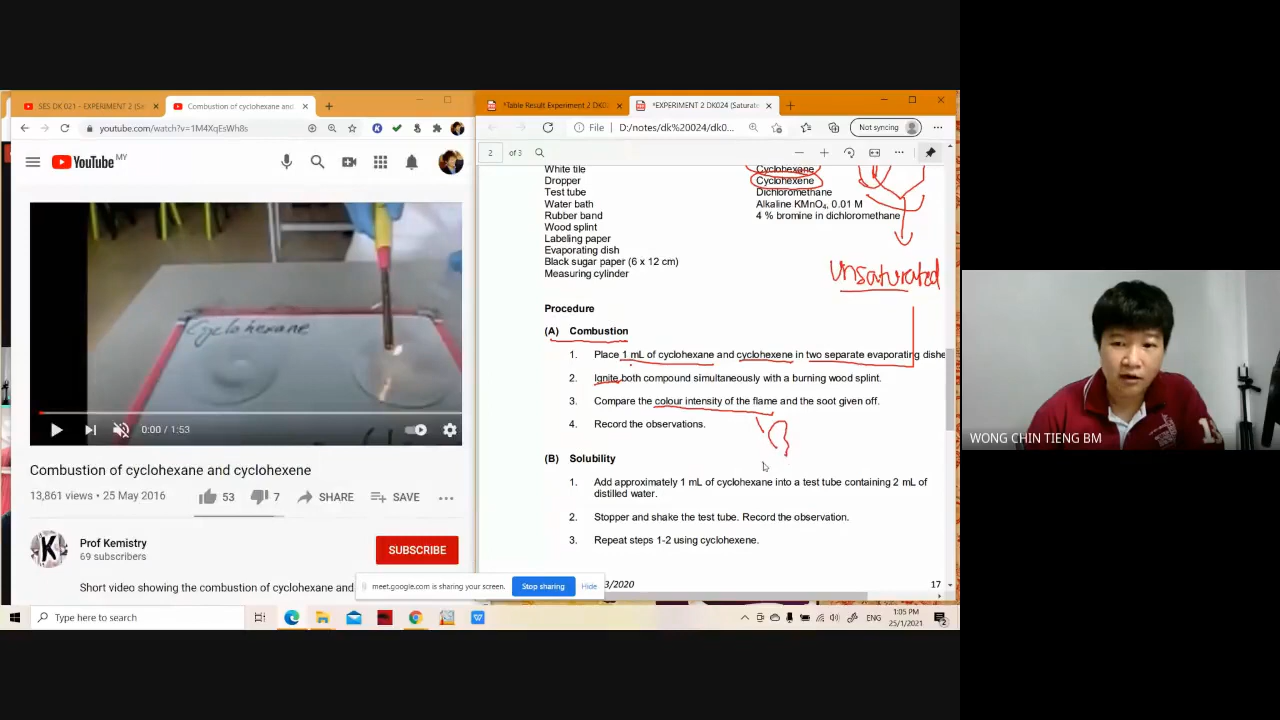 SES DK 021 - EXPERIMENT 2 (Sat
Combustion of cyclohexane and
youtube.com/watch?v=1M4XqEsWh8s
YouTube MY
Cyclohexane
0:00 / 1:53
Combustion of cyclohexane and cyclohexene
13,861 views • 25 May 2016
53
7
SHARE
SAVE
Prof Kemistry
69 subscribers
SUBSCRIBE
Short video showing the combustion of cyclohexane and
*Table Result Experiment 2 DK02
*EXPERIMENT 2 DK024 (Saturate
File
D:/notes/dk%20024/dk0...
Not syncing
2 of 3
White tile
Cyclohexane
Dropper
Cyclohexene
Test tube
Dichloromethane
Water bath
Alkaline KMnO4, 0.01 M
Rubber band
4 % bromine in dichloromethane
Wood splint
Labeling paper
Evaporating dish
Black sugar paper (6 x 12 cm)
Measuring cylinder
Unsaturated
Procedure
(A) Combustion
1. Place 1 mL of cyclohexane and cyclohexene in two separate evaporating dishe
2. Ignite both compound simultaneously with a burning wood splint.
3. Compare the colour intensity of the flame and the soot given off.
4. Record the observations.
(B) Solubility
1. Add approximately 1 mL of cyclohexane into a test tube containing 2 mL of
distilled water.
2. Stopper and shake the test tube. Record the observation.
3. Repeat steps 1-2 using cyclohexene.
3/2020
17
meet.google.com is sharing your screen.
Stop sharing
Hide
Type here to search
ENG
1:05 PM
25/1/2021
2
WONG CHIN TIENG BM